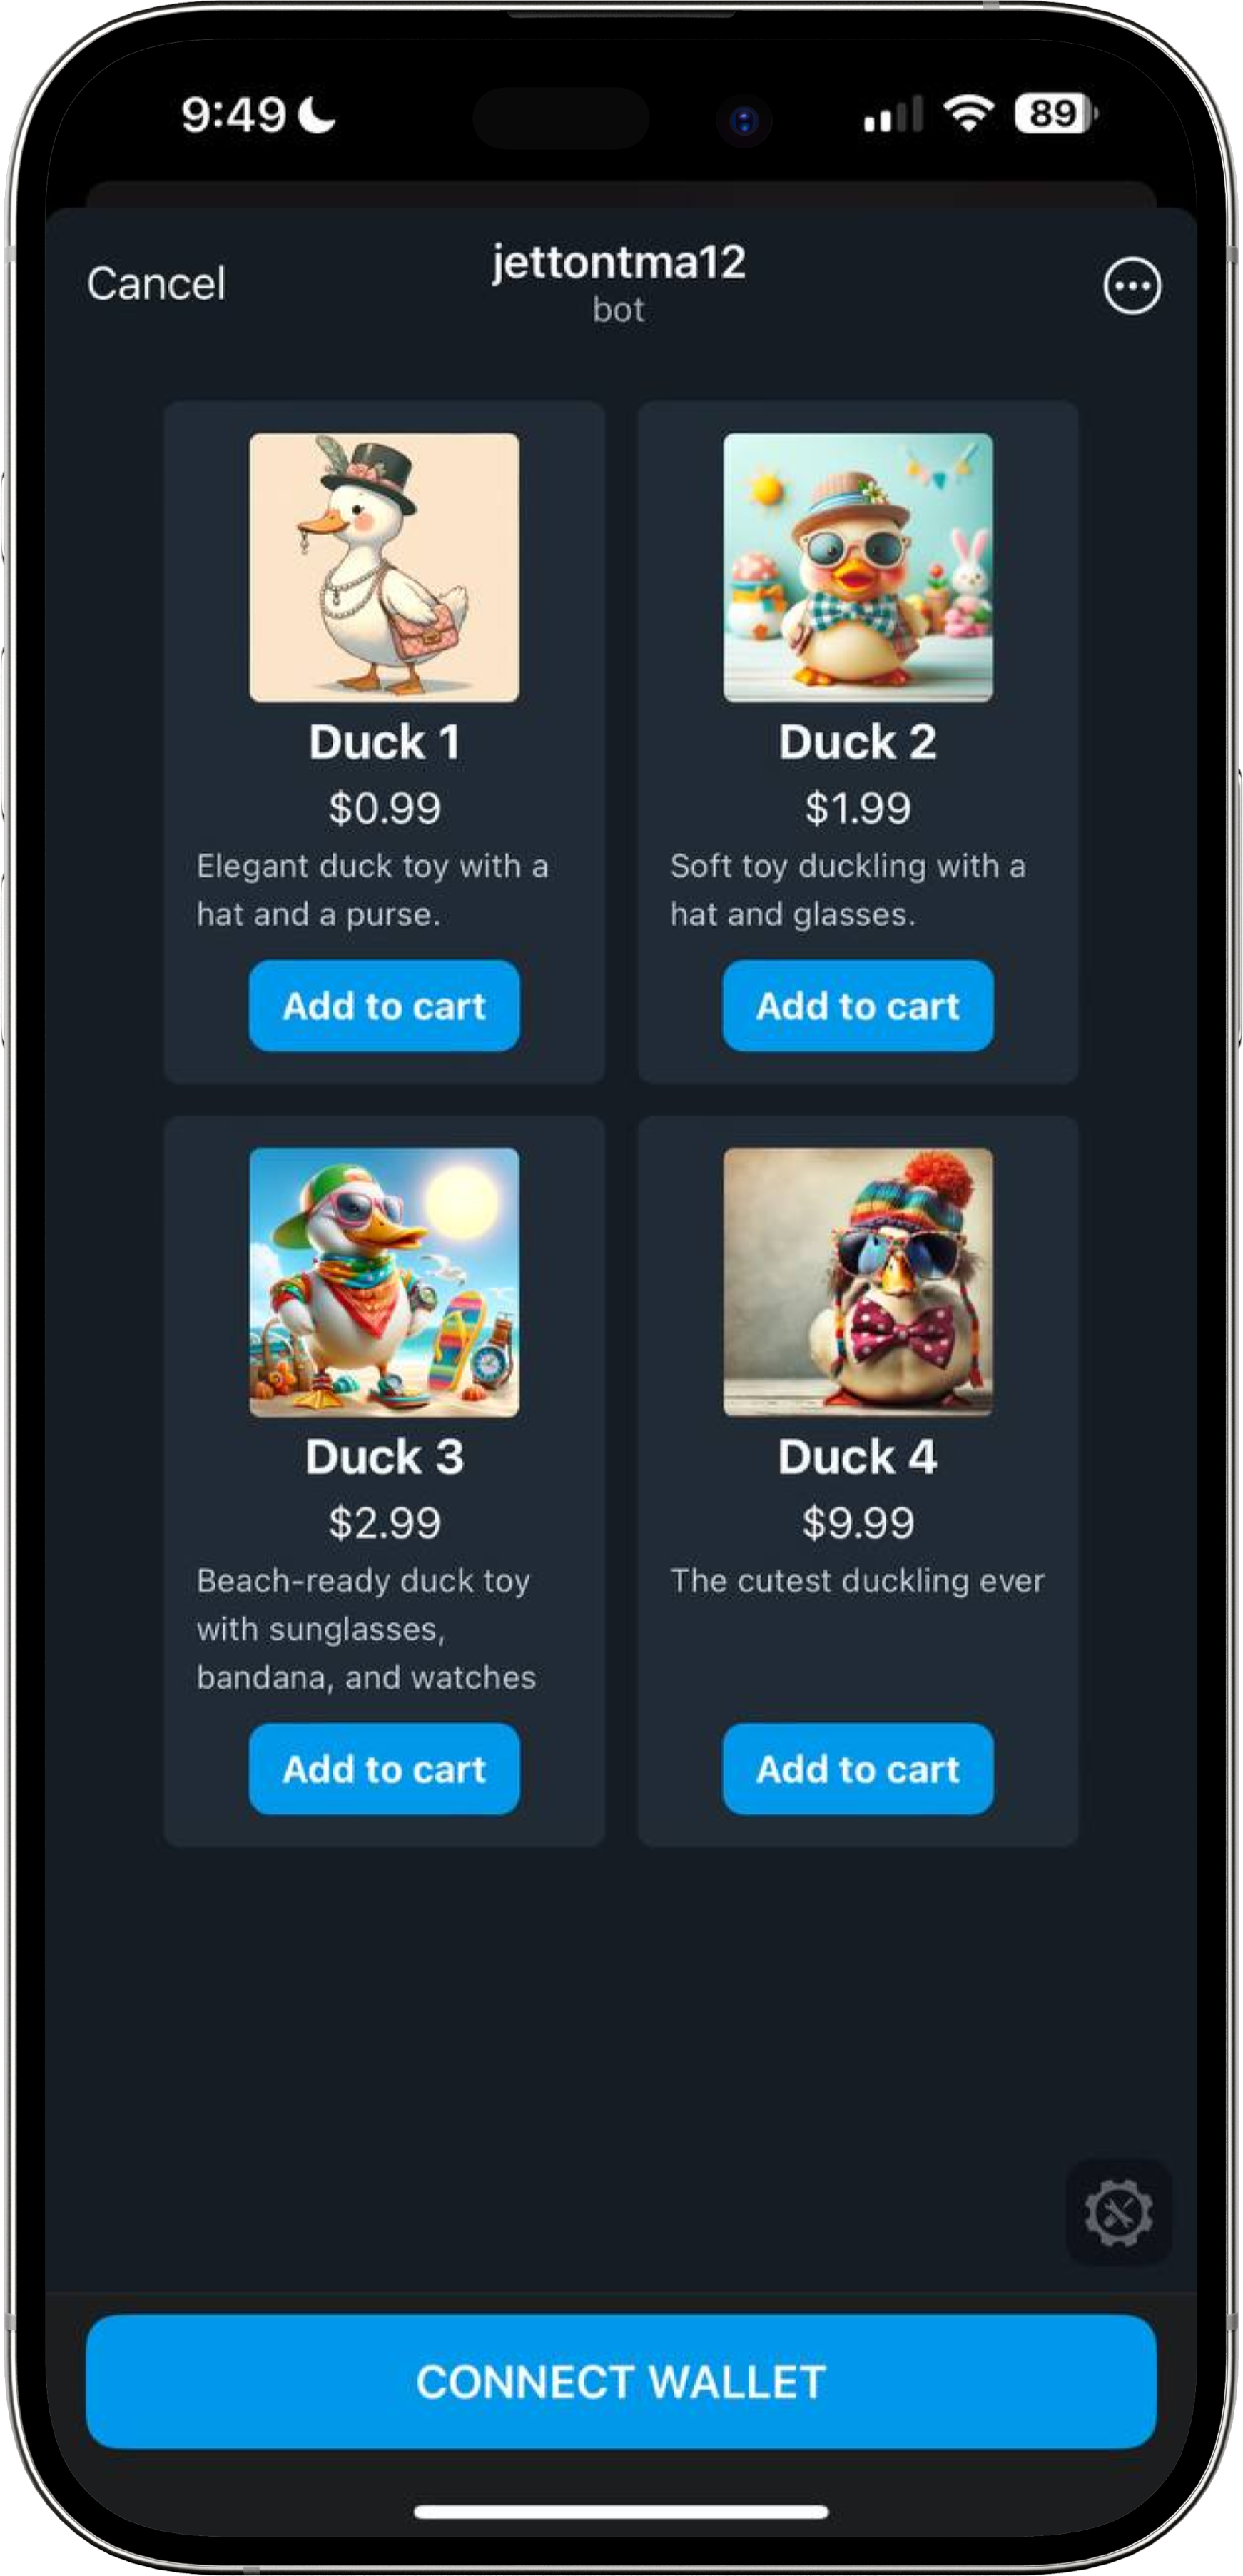 9:49
89
Cancel
jettontma12
bot
Duck 1
$0.99
Elegant duck toy with a
hat and a purse.
Add to cart
Duck 2
$1.99
Soft toy duckling with a
hat and glasses.
Add to cart
Duck 3
$2.99
Beach-ready duck toy
with sunglasses,
bandana, and watches
Add to cart
Duck 4
$9.99
The cutest duckling ever
Add to cart
CONNECT WALLET